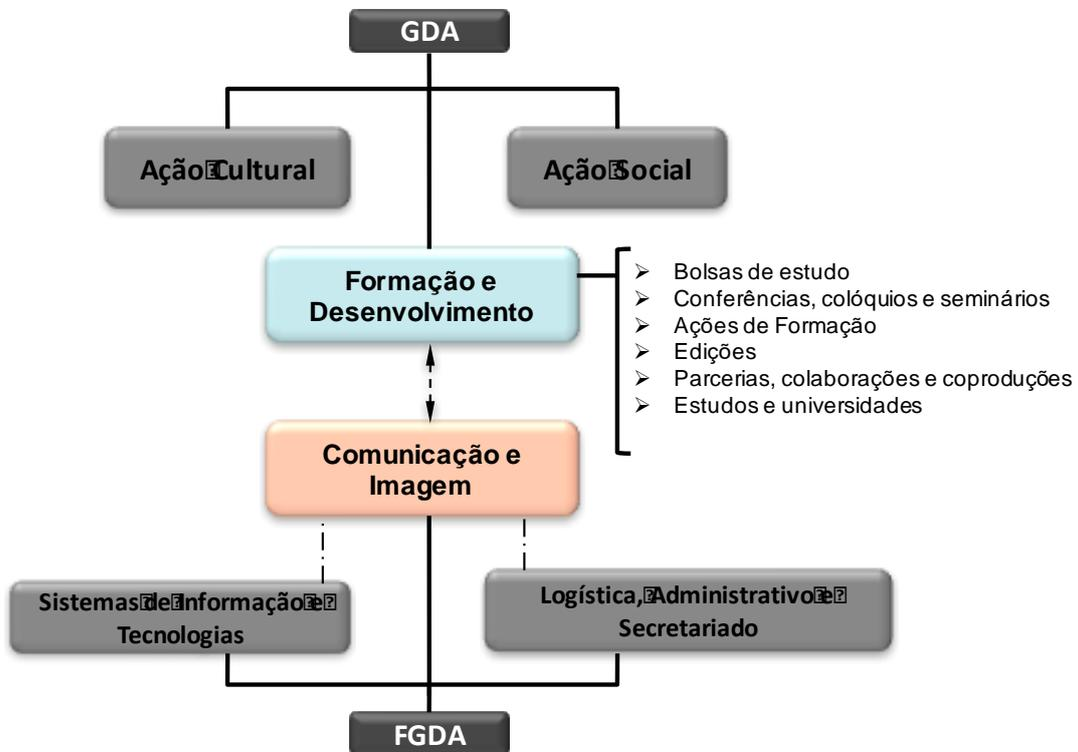 GDA
Ação Cultural
Ação Social
Formação e
Desenvolvimento
Bolsas de estudo
Conferências, colóquios e seminários
Ações de Formação
Edições
Parcerias, colaborações e coproduções
Estudos e universidades
Comunicação e
Imagem
Sistemas de Informação e
Tecnologias
Logística, Administrativo e
Secretariado
FGDA